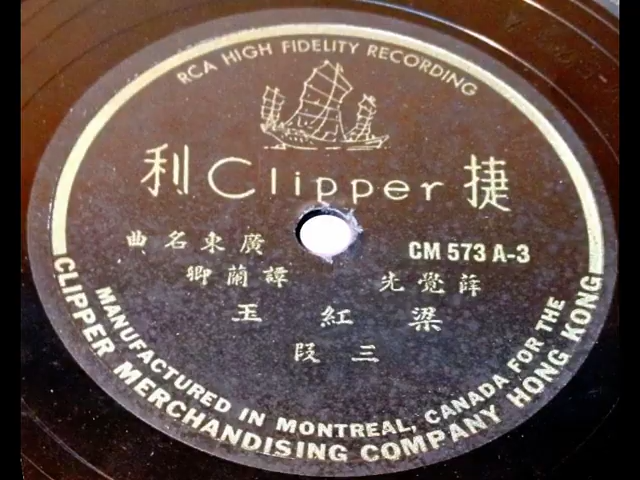 RCA HIGH FIDELITY RECORDING
捷 Clipper 利
廣東名曲
CM 573 A-3
薛覺先 譚蘭卿
梁紅玉
三段
MANUFACTURED IN MONTREAL, CANADA FOR THE
CLIPPER MERCHANDISING COMPANY HONG KONG